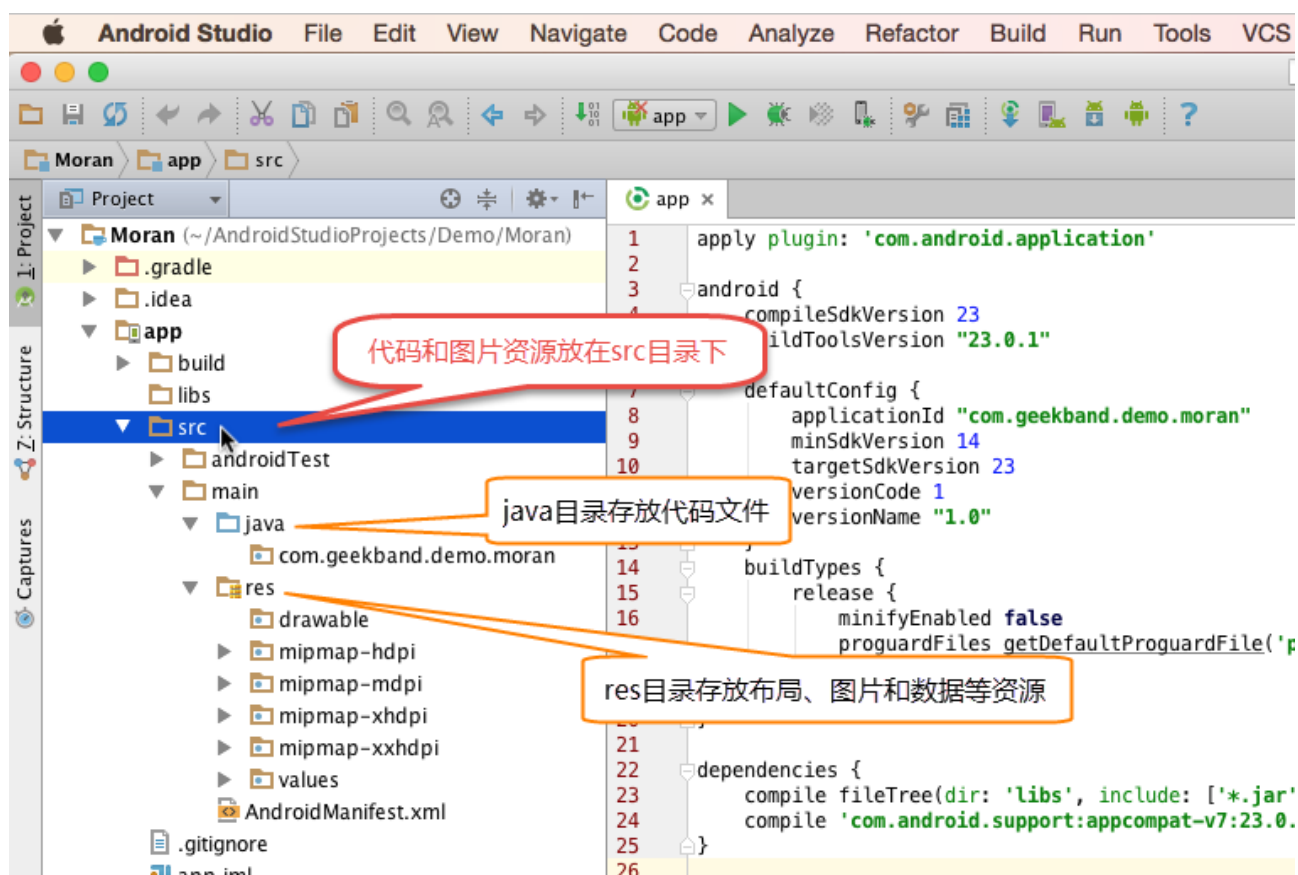 Android Studio File Edit View Navigate Code Analyze Refactor Build Run Tools VCS
app
Moran app src
1: Project
Z: Structure
Captures
Project
Moran (~/AndroidStudioProjects/Demo/Moran)
.gradle
.idea
app
build
libs
src
androidTest
main
java
com.geekband.demo.moran
res
drawable
mipmap-hdpi
mipmap-mdpi
mipmap-xhdpi
mipmap-xxhdpi
values
AndroidManifest.xml
.gitignore
app.iml
代码和图片资源放在src目录下
java目录存放代码文件
res目录存放布局、图片和数据等资源
app
1 apply plugin: 'com.android.application'
2
3 android {
compileSdkVersion 23
ildToolsVersion "23.0.1"
7 defaultConfig {
8 applicationId "com.geekband.demo.moran"
9 minSdkVersion 14
10 targetSdkVersion 23
versionCode 1
versionName "1.0"
14 buildTypes {
15 release {
16 minifyEnabled false
proguardFiles getDefaultProguardFile('p
20 }
21
22 dependencies {
23 compile fileTree(dir: 'libs', include: ['*.jar'
24 compile 'com.android.support:appcompat-v7:23.0.
25 }
26